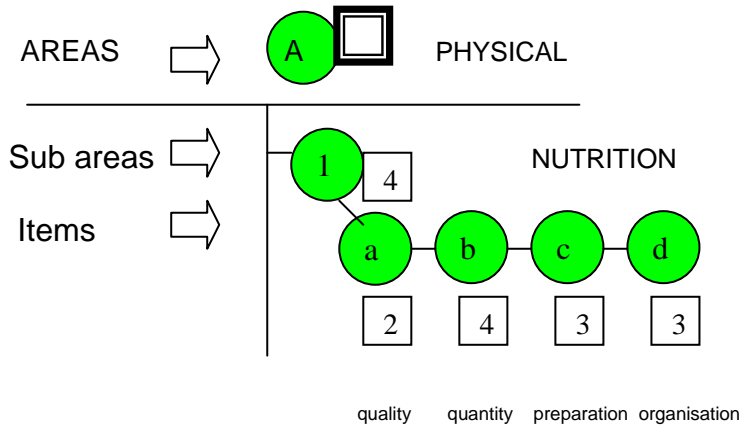 AREAS A PHYSICAL
Sub areas 1 4 NUTRITION
Items
a b c d
2 4 3 3
quality quantity preparation organisation